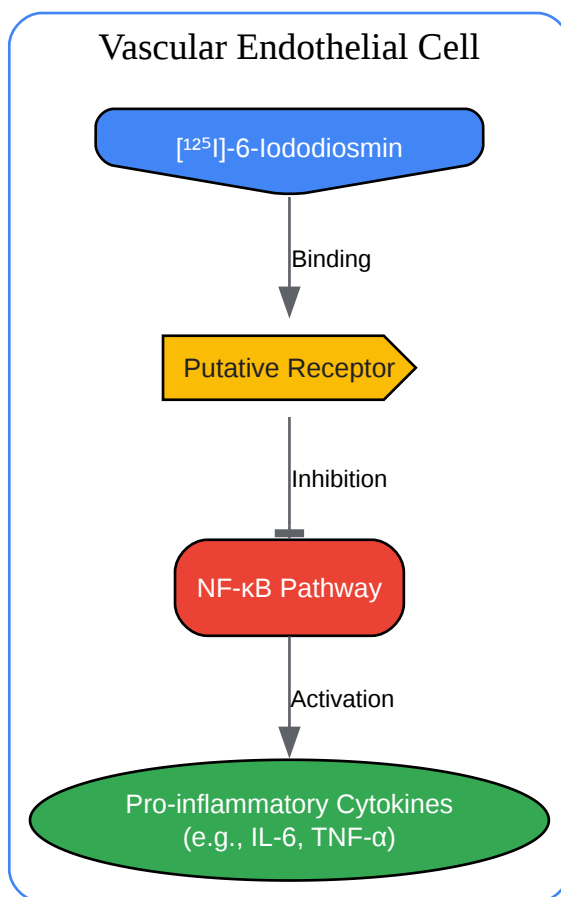 Vascular Endothelial Cell
[¹²⁵I]-6-Iododiosmin
Binding
Putative Receptor
Inhibition
NF-κB Pathway
Activation
Pro-inflammatory Cytokines
(e.g., IL-6, TNF-α)